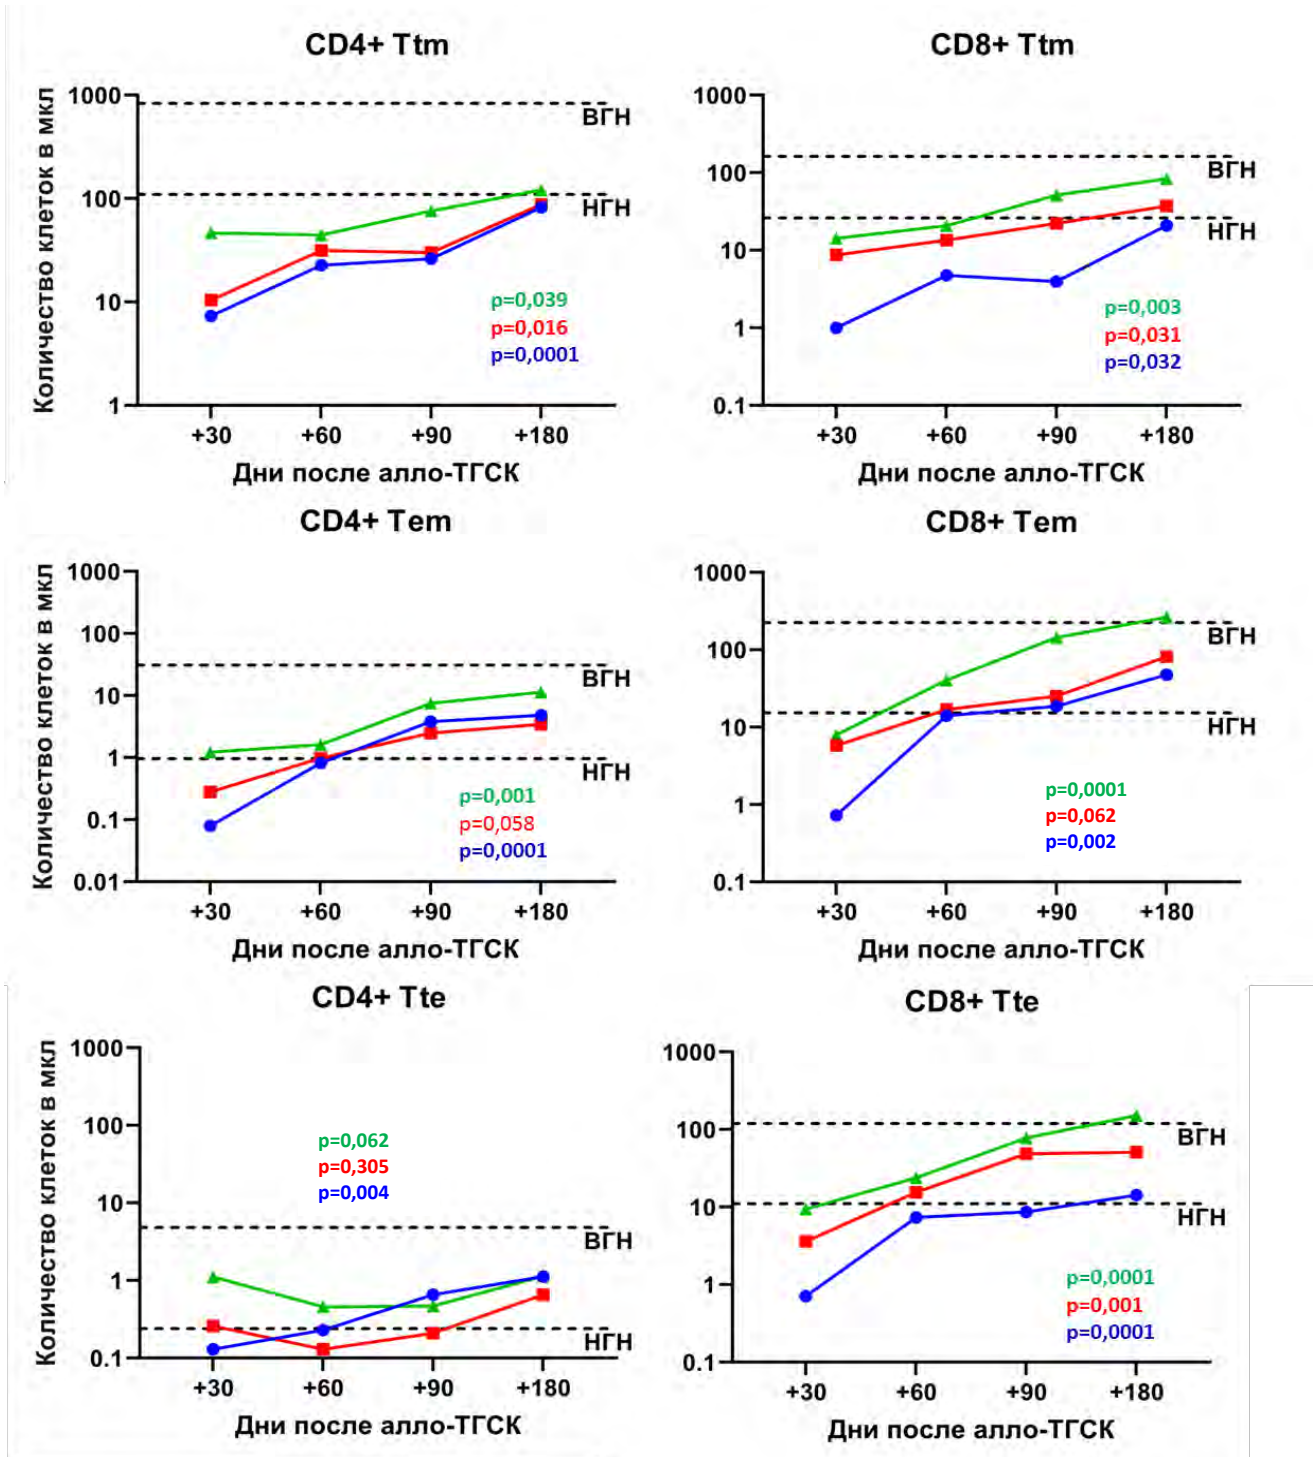 CD4+ Ttm
Количество клеток в мкл
1000
100
10
1
ВГН
НГН
p=0,039
p=0,016
p=0,0001
+30 +60 +90 +180
Дни после алло-ТГСК
CD8+ Ttm
1000
100
10
1
0.1
ВГН
НГН
p=0,003
p=0,031
p=0,032
+30 +60 +90 +180
Дни после алло-ТГСК
CD4+ Tem
Количество клеток в мкл
1000
100
10
1
0.1
0.01
ВГН
НГН
p=0,001
p=0,058
p=0,0001
+30 +60 +90 +180
Дни после алло-ТГСК
CD8+ Tem
1000
100
10
1
0.1
ВГН
НГН
p=0,0001
p=0,062
p=0,002
+30 +60 +90 +180
Дни после алло-ТГСК
CD4+ Tte
Количество клеток в мкл
1000
100
10
1
0.1
p=0,062
p=0,305
p=0,004
ВГН
НГН
+30 +60 +90 +180
Дни после алло-ТГСК
CD8+ Tte
1000
100
10
1
0.1
ВГН
НГН
p=0,0001
p=0,001
p=0,0001
+30 +60 +90 +180
Дни после алло-ТГСК